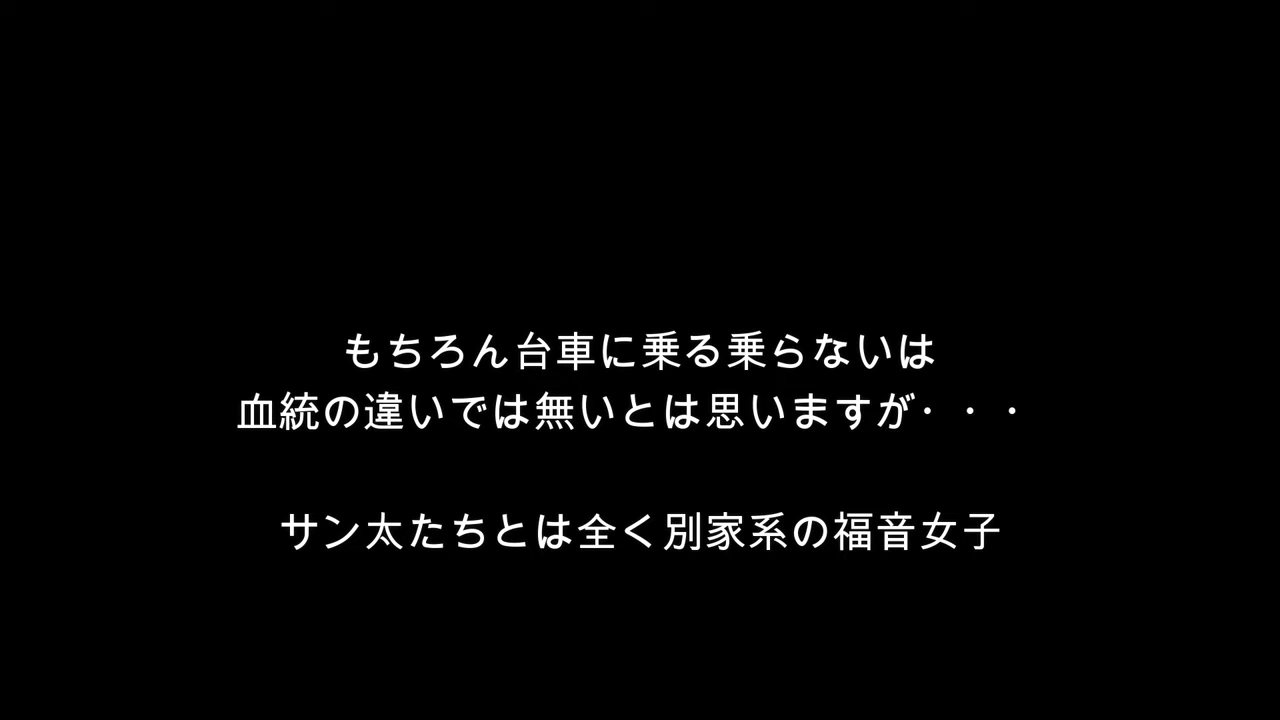 もちろん台車に乗る乗らないは
血統の違いでは無いとは思いますが・・・
サン太たちとは全く別家系の福音女子